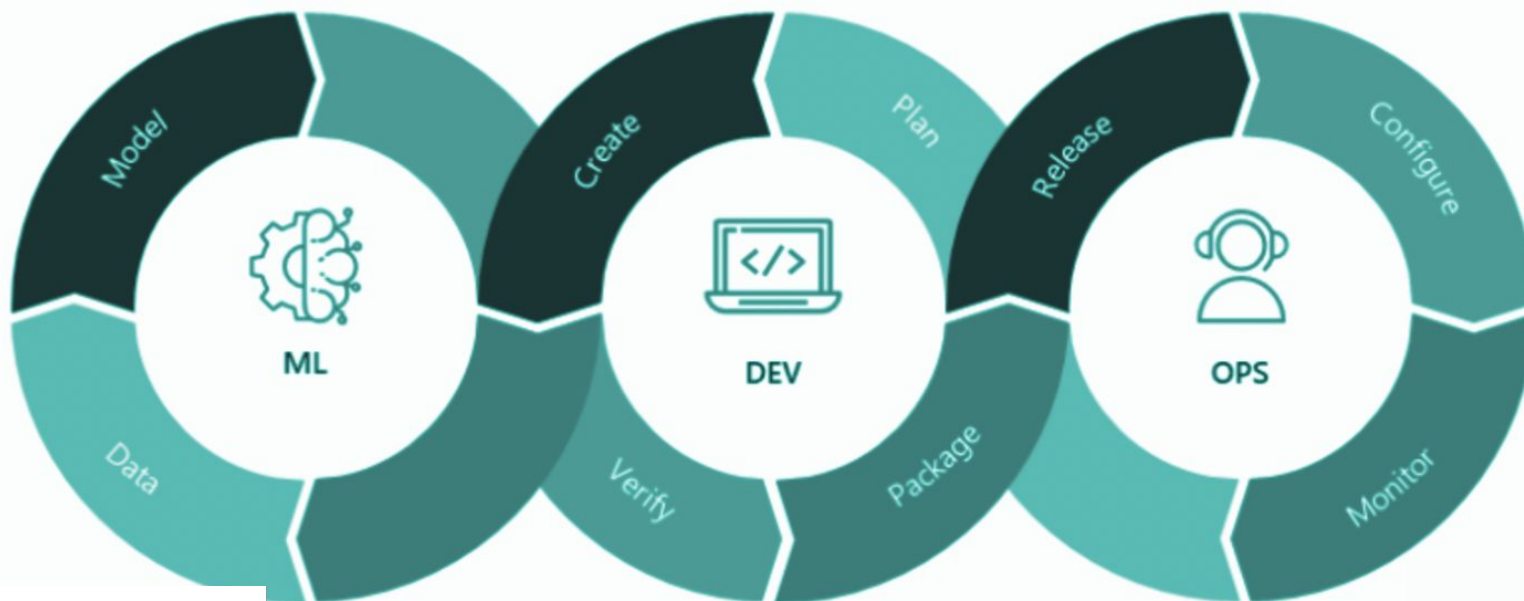 Model
Create
Plan
Release
Configure
ML
DEV
OPS
Data
Verify
Package
Monitor